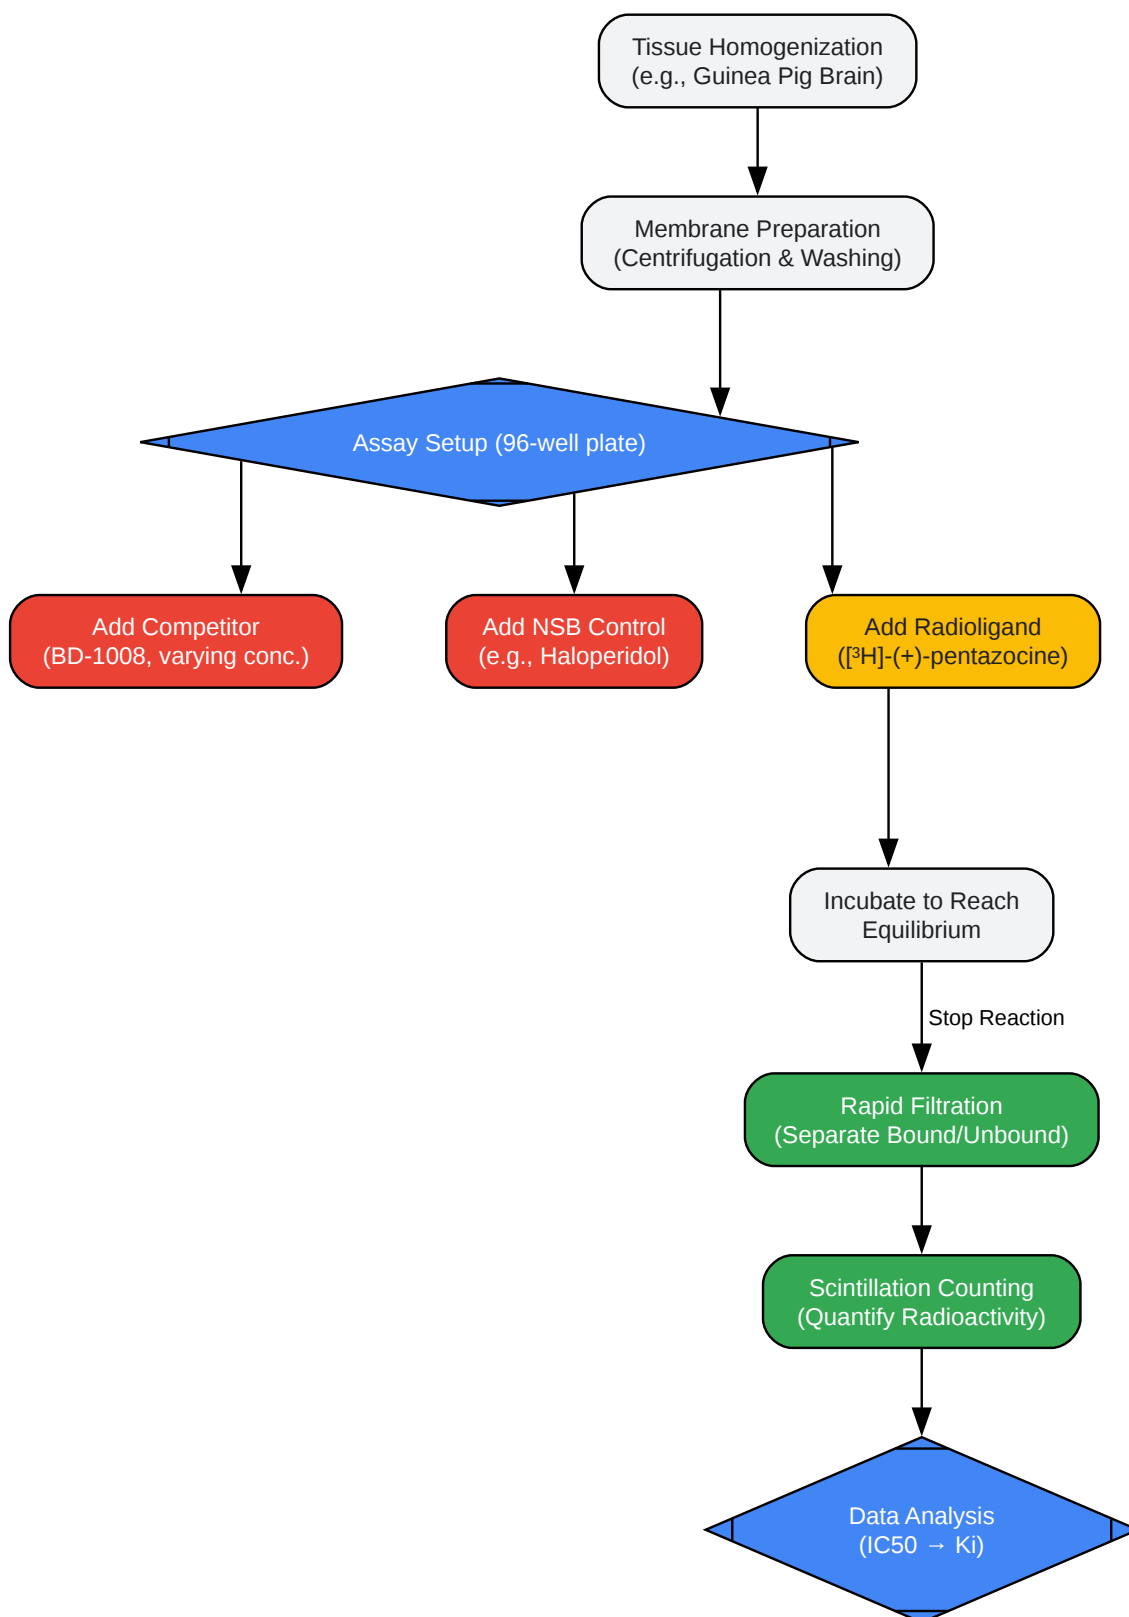 Tissue Homogenization
(e.g., Guinea Pig Brain)
Membrane Preparation
(Centrifugation & Washing)
Assay Setup (96-well plate)
Add Competitor
(BD-1008, varying conc.)
Add NSB Control
(e.g., Haloperidol)
Add Radioligand
([³H]-(+)-pentazocine)
Incubate to Reach
Equilibrium
Stop Reaction
Rapid Filtration
(Separate Bound/Unbound)
Scintillation Counting
(Quantify Radioactivity)
Data Analysis
(IC50 → Ki)